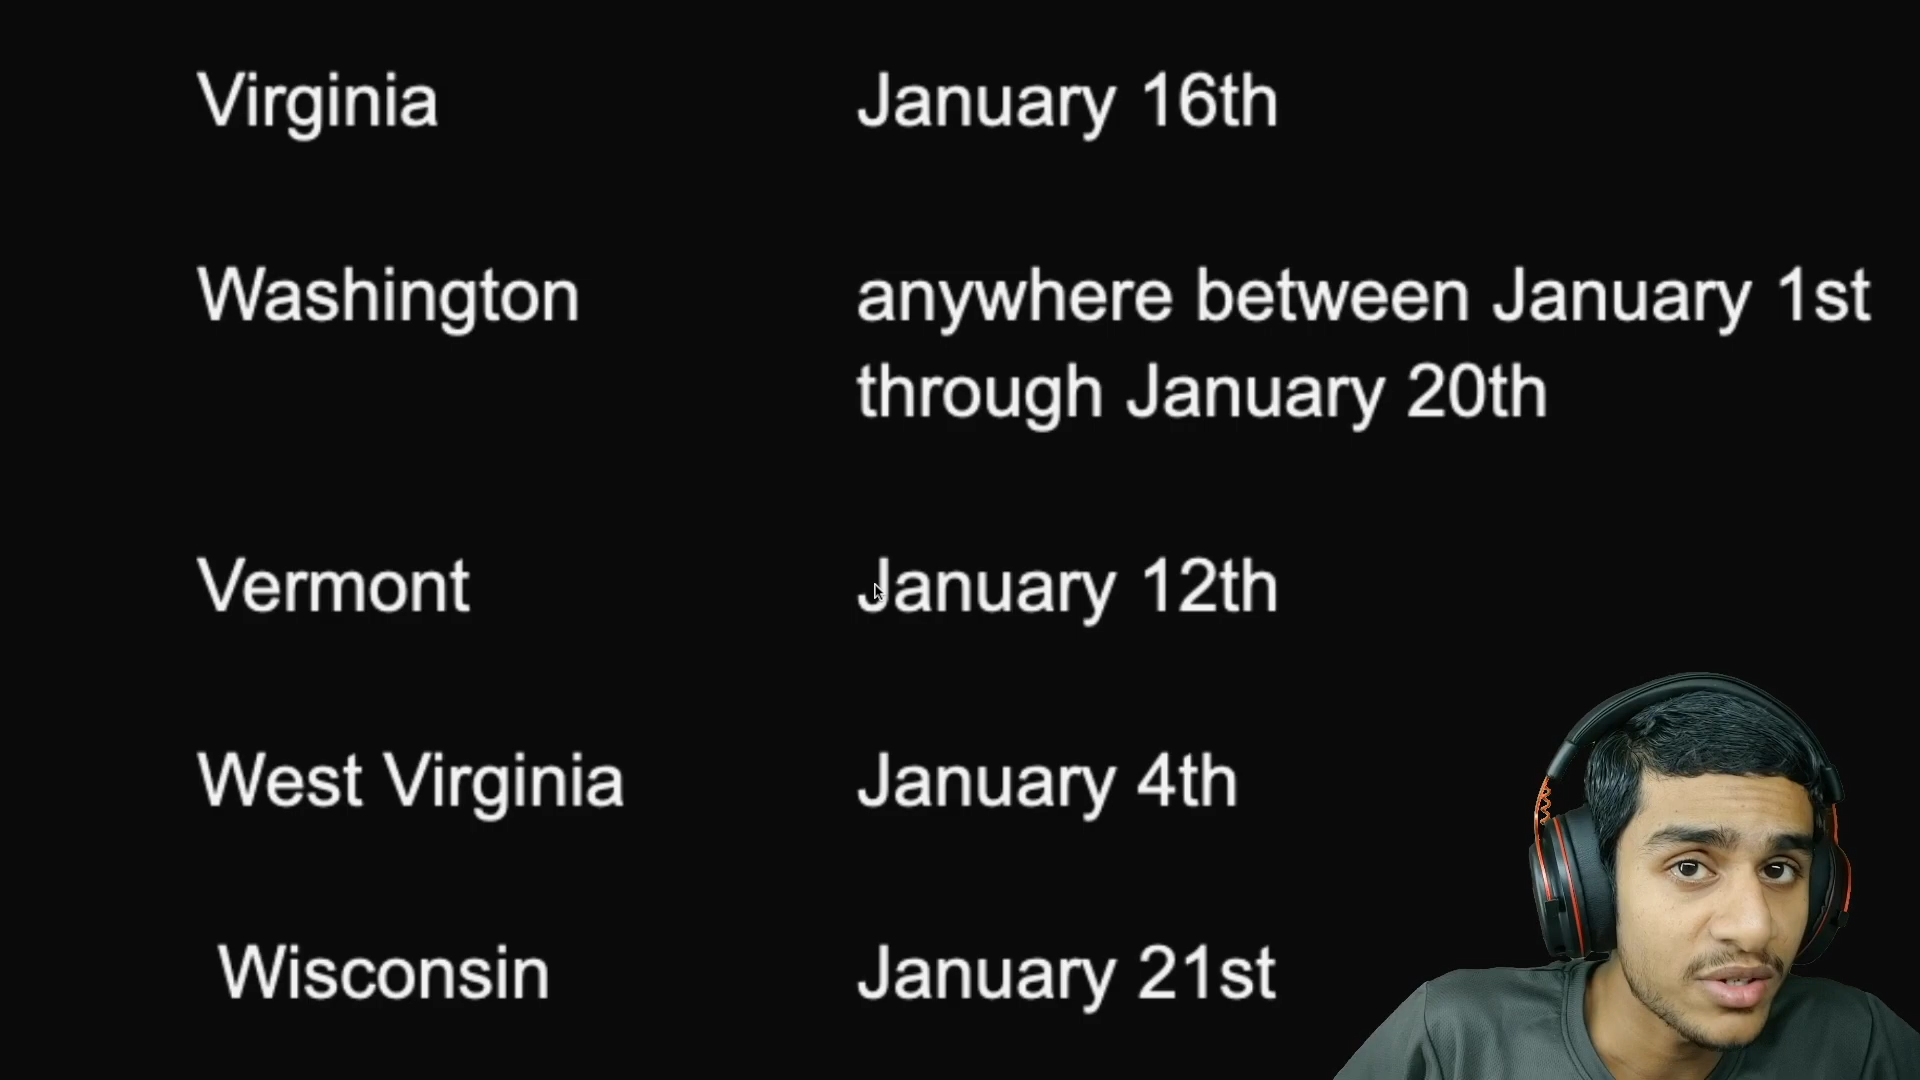 Virginia January 16th
Washington anywhere between January 1st
through January 20th
Vermont January 12th
West Virginia January 4th
Wisconsin January 21st